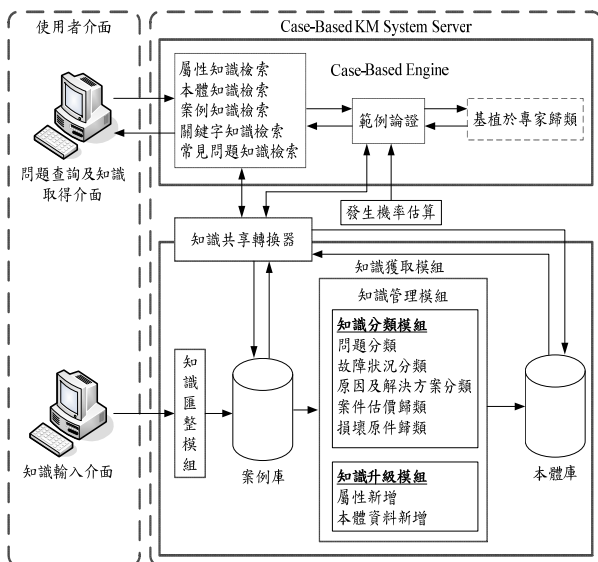 使用者介面
Case-Based KM System Server
Case-Based Engine
屬性知識檢索
本體知識檢索
案例知識檢索
關鍵字知識檢索
常見問題知識檢索
範例論證
基植於專家歸類
問題查詢及知識
取得介面
發生機率估算
知識共享轉換器
知識獲取模組
知識管理模組
知識分類模組
問題分類
故障狀況分類
原因及解決方案分類
案件估價歸類
損壞原件歸類
知識匯整模組
案例庫
本體庫
知識輸入介面
知識升級模組
屬性新增
本體資料新增